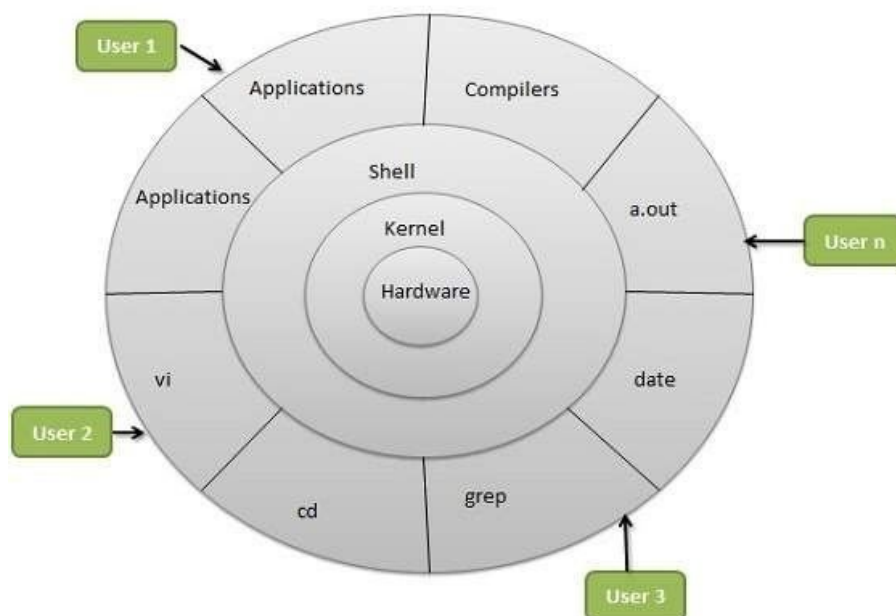 User 1
Applications
Compilers
Shell
Applications
a.out
Kernel
User n
Hardware
vi
date
User 2
grep
cd
User 3